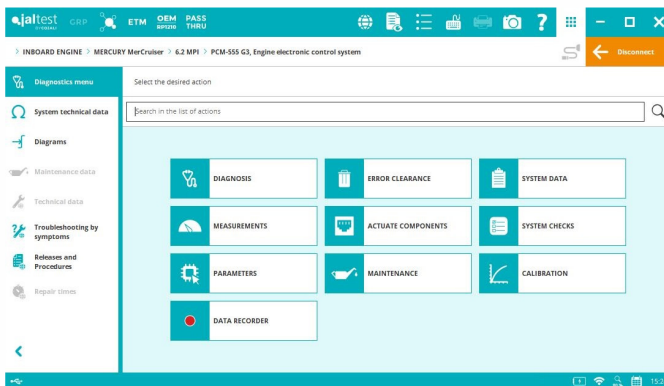 jaltest GRP ETM OEM RP1210 PASS THRU
> INBOARD ENGINE > MERCURY MerCruiser > 6.2 MPI > PCM-555 G3, Engine electronic control system
Disconnect
Diagnostics menu
System technical data
Diagrams
Maintenance data
Technical data
Troubleshooting by
symptoms
Releases and
Procedures
Repair times
Select the desired action
Search in the list of actions
DIAGNOSIS
ERROR CLEARANCE
SYSTEM DATA
MEASUREMENTS
ACTUATE COMPONENTS
SYSTEM CHECKS
PARAMETERS
MAINTENANCE
CALIBRATION
DATA RECORDER